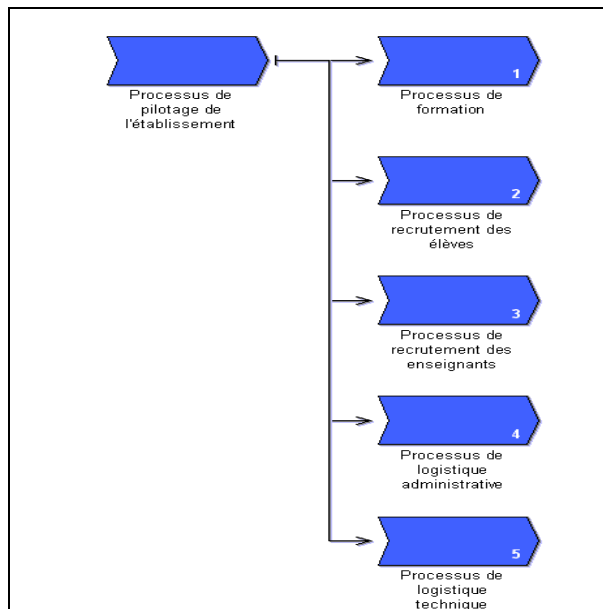 Processus de
pilotage de
l'établissement
1
Processus de
formation
2
Processus de
recrutement des
élèves
3
Processus de
recrutement des
enseignants
4
Processus de
logistique
administrative
5
Processus de
logistique
technique